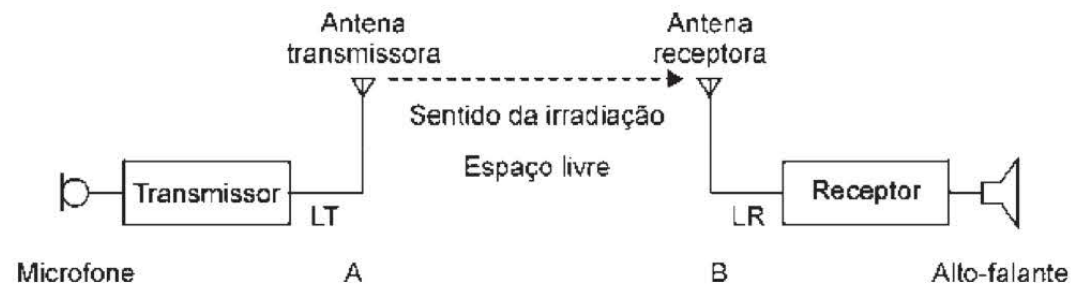 Antena
transmissora
Antena
receptora
Sentido da irradiação
Espaço livre
Transmissor
LT
LR
Receptor
Microfone
A
B
Alto-falante